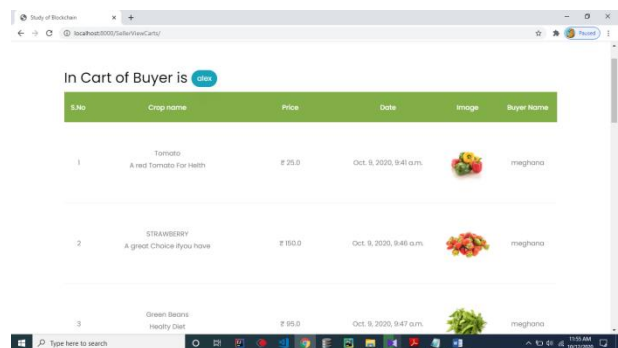 Study of Blockchain
localhost:8000/SellerViewCarts/
Paused
In Cart of Buyer is alex
S.No Crop name Price Date Image Buyer Name
1 Tomato ₹ 25.0 Oct. 9, 2020, 9:41 a.m. meghana
A red Tomato For Helth
2 STRAWBERRY ₹ 150.0 Oct. 9, 2020, 9:46 a.m. meghana
A great Choice ifyou have
3 Green Beans ₹ 95.0 Oct. 9, 2020, 9:47 a.m. meghana
Healty Diet
Type here to search
11:55 AM